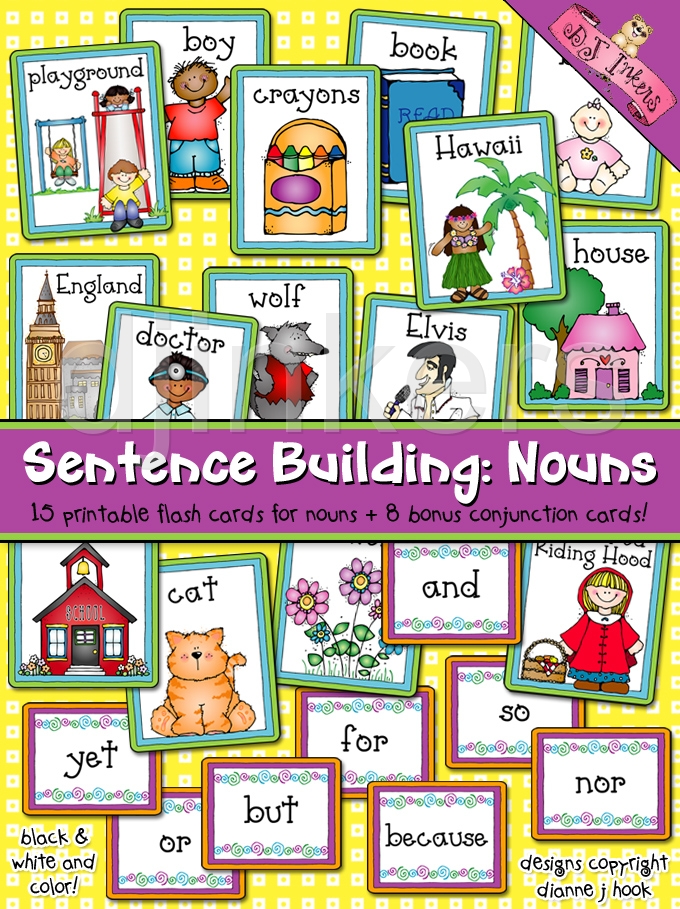 playground
boy
crayons
book
READ
Hawaii
DJ Inkers
England
doctor
wolf
Elvis
house
djinkers
Sentence Building: Nouns
15 printable flash cards for nouns + 8 bonus conjunction cards!
SCHOOL
cat
and
Riding Hood
yet
or
but
for
because
so
nor
black &
white and
color!
designs copyright
dianne j hook